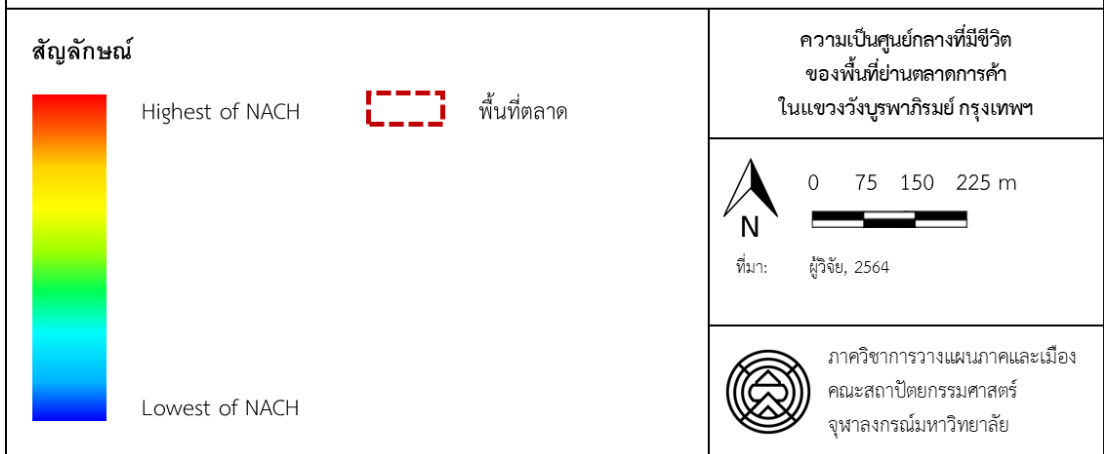 สัญลักษณ์
Highest of NACH
พื้นที่ตลาด
Lowest of NACH
ความเป็นศูนย์กลางที่มีชีวิต
ของพื้นที่ย่านตลาดการค้า
ในแขวงวังบูรพาภิรมย์ กรุงเทพฯ
0 75 150 225 m
N
ที่มา: ผู้วิจัย, 2564
ภาควิชาการวางแผนภาคและเมือง
คณะสถาปัตยกรรมศาสตร์
จุฬาลงกรณ์มหาวิทยาลัย